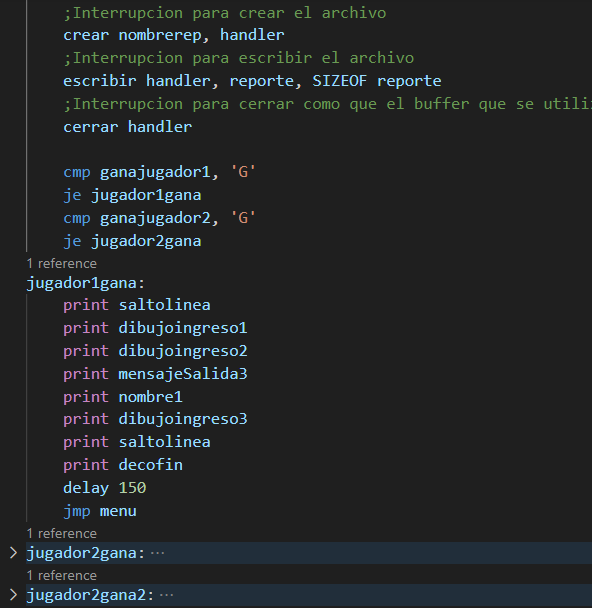 ;Interrupcion para crear el archivo
crear nombrerep, handler
;Interrupcion para escribir el archivo
escribir handler, reporte, SIZEOF reporte
;Interrupcion para cerrar como que el buffer que se utili
cerrar handler
cmp ganajugador1, 'G'
je jugador1gana
cmp ganajugador2, 'G'
je jugador2gana
1 reference
jugador1gana:
print saltolinea
print dibujoingreso1
print dibujoingreso2
print mensajeSalida3
print nombre1
print dibujoingreso3
print saltolinea
print decofin
delay 150
jmp menu
1 reference
jugador2gana: ···
1 reference
jugador2gana2: ···